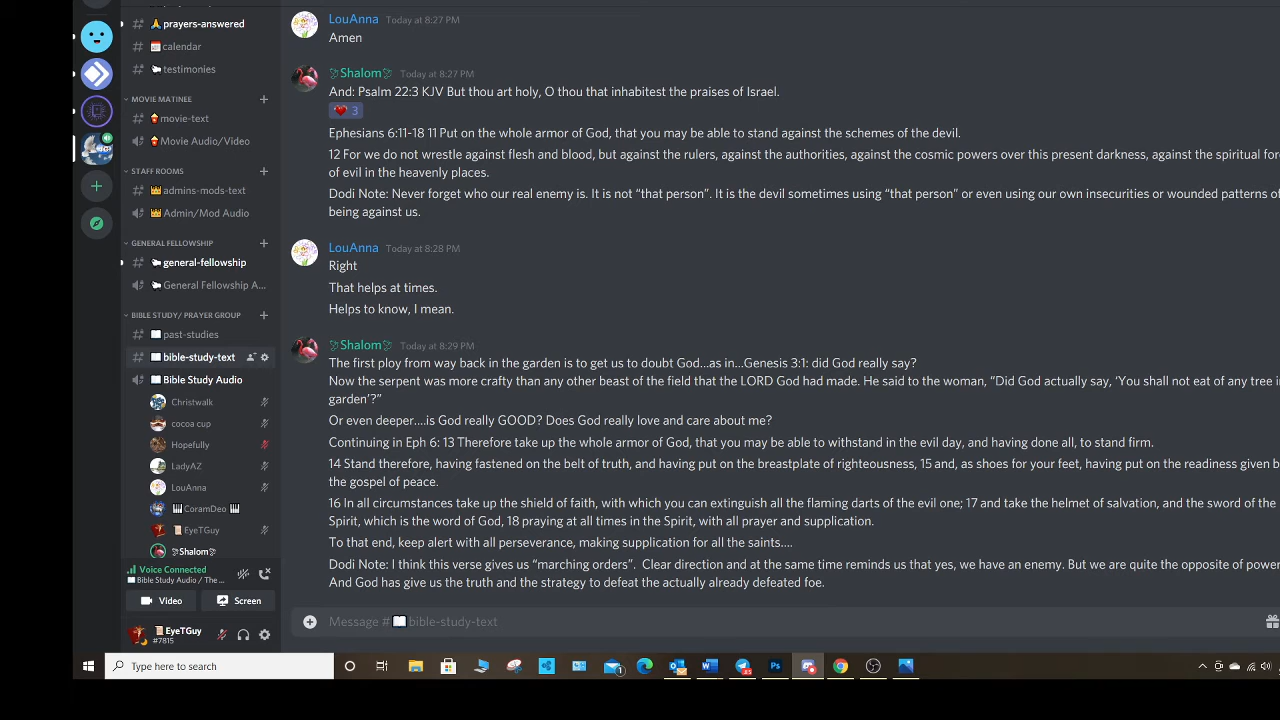 prayers-answered
calendar
testimonies
MOVIE MATINEE
movie-text
Movie Audio/Video
STAFF ROOMS
admins-mods-text
Admin/Mod Audio
GENERAL FELLOWSHIP
general-fellowship
General Fellowship A...
BIBLE STUDY/ PRAYER GROUP
past-studies
bible-study-text
Bible Study Audio
Christwalk
cocoa cup
Hopefully
LadyAZ
LouAnna
CoramDeo
EyeTGuy
Shalom
Voice Connected
Bible Study Audio / The ...
Video
Screen
EyeTGuy
#7815
LouAnna Today at 8:27 PM
Amen
Shalom Today at 8:27 PM
And: Psalm 22:3 KJV But thou art holy, O thou that inhabitest the praises of Israel.
3
Ephesians 6:11-18 11 Put on the whole armor of God, that you may be able to stand against the schemes of the devil.
12 For we do not wrestle against flesh and blood, but against the rulers, against the authorities, against the cosmic powers over this present darkness, against the spiritual for
of evil in the heavenly places.
Dodi Note: Never forget who our real enemy is. It is not “that person”. It is the devil sometimes using “that person” or even using our own insecurities or wounded patterns of
being against us.
LouAnna Today at 8:28 PM
Right
That helps at times.
Helps to know, I mean.
Shalom Today at 8:29 PM
The first ploy from way back in the garden is to get us to doubt God...as in...Genesis 3:1: did God really say?
Now the serpent was more crafty than any other beast of the field that the LORD God had made. He said to the woman, “Did God actually say, ‘You shall not eat of any tree in
garden’?”
Or even deeper....is God really GOOD? Does God really love and care about me?
Continuing in Eph 6: 13 Therefore take up the whole armor of God, that you may be able to withstand in the evil day, and having done all, to stand firm.
14 Stand therefore, having fastened on the belt of truth, and having put on the breastplate of righteousness, 15 and, as shoes for your feet, having put on the readiness given b
the gospel of peace.
16 In all circumstances take up the shield of faith, with which you can extinguish all the flaming darts of the evil one; 17 and take the helmet of salvation, and the sword of the
Spirit, which is the word of God, 18 praying at all times in the Spirit, with all prayer and supplication.
To that end, keep alert with all perseverance, making supplication for all the saints....
Dodi Note: I think this verse gives us “marching orders”. Clear direction and at the same time reminds us that yes, we have an enemy. But we are quite the opposite of power
And God has give us the truth and the strategy to defeat the actually already defeated foe.
Message # bible-study-text
Type here to search